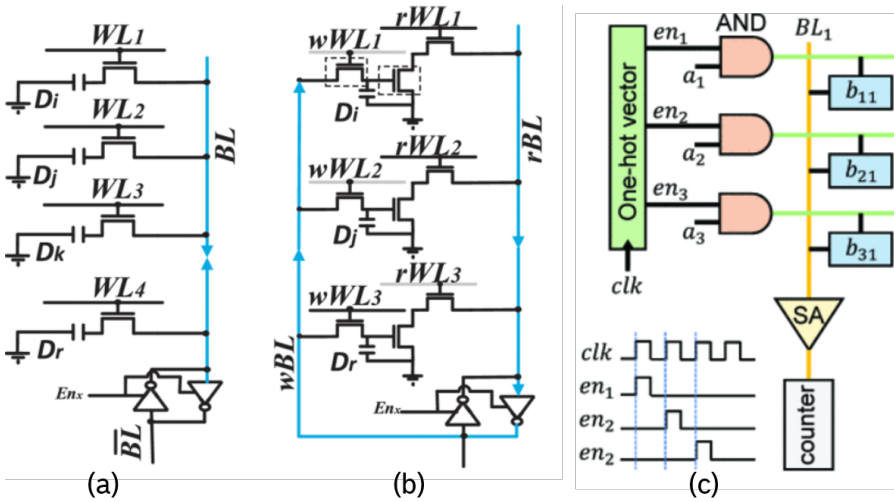 WL1
Di
WL2
Dj
BL
WL3
Dk
WL4
Dr
Enx
BL
(a)
rWL1
wWL1
Di
rWL2
wWL2
Dj
rBL
rWL3
wWL3
Dr
wBL
Enx
(b)
AND
BL1
One-hot vector
en1
a1
b11
en2
a2
b21
en3
a3
b31
clk
SA
counter
clk
en1
en2
en2
(c)